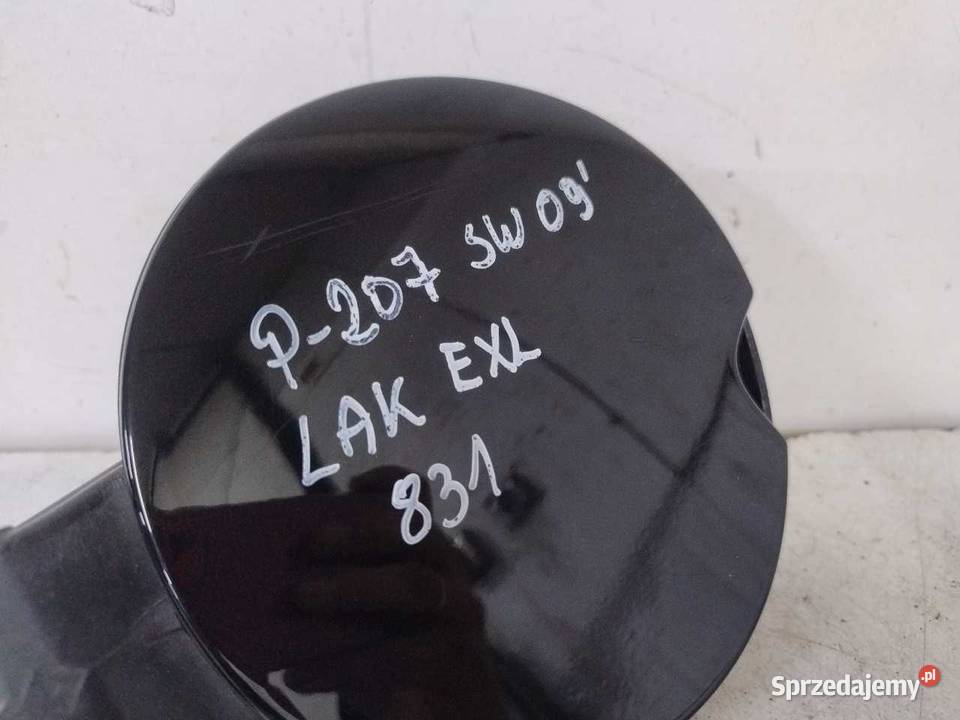 P-207 SW 09'
LAK EXL
831
Sprzedajemy.pl